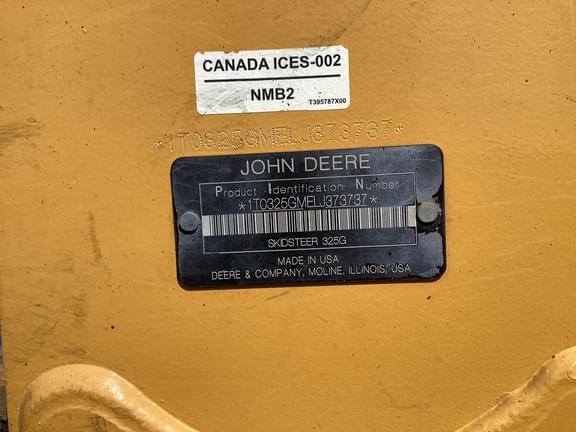 CANADA ICES-002
NMB2
T395787X00
*1T0325GMELJ373737*
JOHN DEERE
Product Identification Number
*1T0325GMELJ373737*
SKIDSTEER 325G
MADE IN USA
DEERE & COMPANY, MOLINE, ILLINOIS, USA